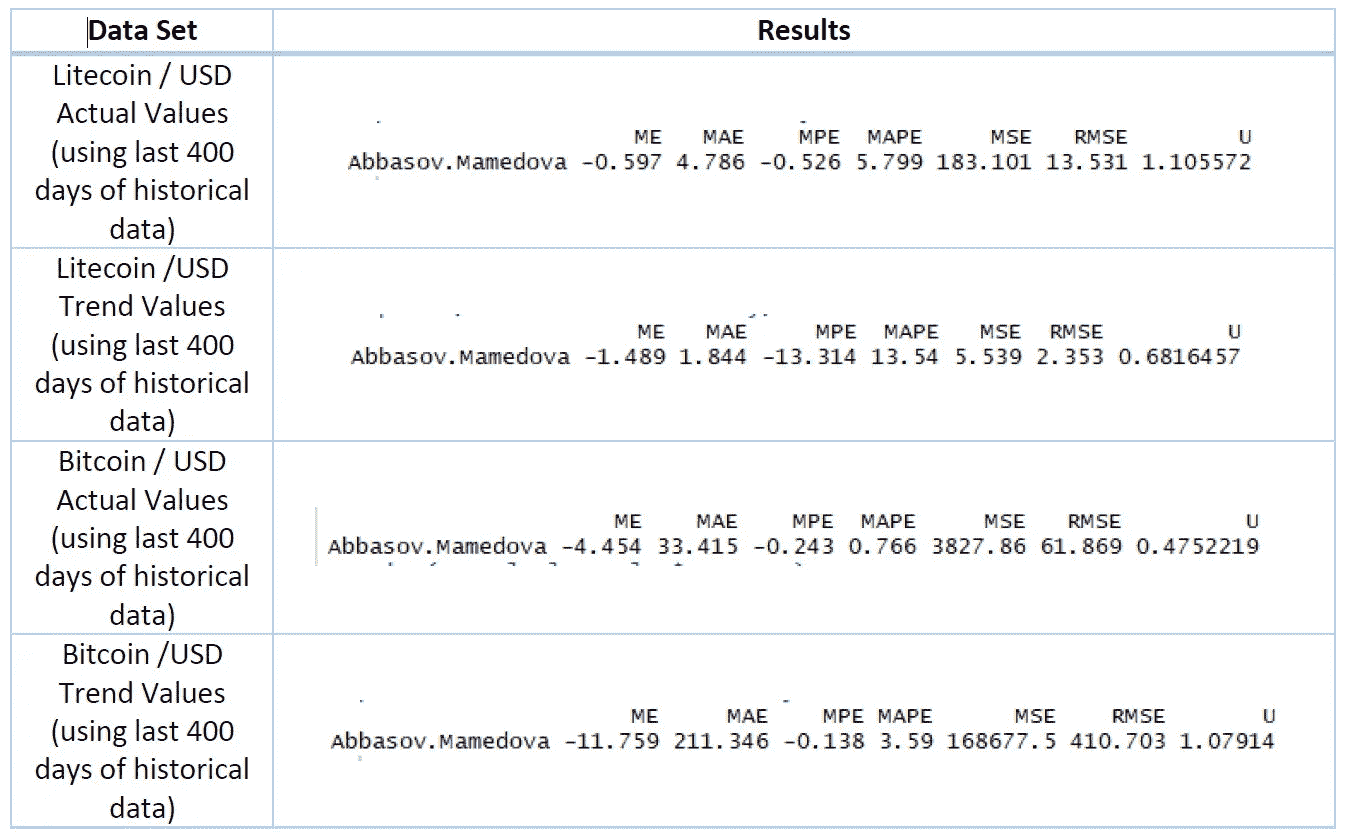 Data Set
Results
Litecoin / USD
Actual Values
(using last 400
days of historical
data)
ME MAE MPE MAPE MSE RMSE U
Abbasov.Mamedova -0.597 4.786 -0.526 5.799 183.101 13.531 1.105572
Litecoin /USD
Trend Values
(using last 400
days of historical
data)
ME MAE MPE MAPE MSE RMSE U
Abbasov.Mamedova -1.489 1.844 -13.314 13.54 5.539 2.353 0.6816457
Bitcoin / USD
Actual Values
(using last 400
days of historical
data)
ME MAE MPE MAPE MSE RMSE U
Abbasov.Mamedova -4.454 33.415 -0.243 0.766 3827.86 61.869 0.4752219
Bitcoin /USD
Trend Values
(using last 400
days of historical
data)
ME MAE MPE MAPE MSE RMSE U
Abbasov.Mamedova -11.759 211.346 -0.138 3.59 168677.5 410.703 1.07914